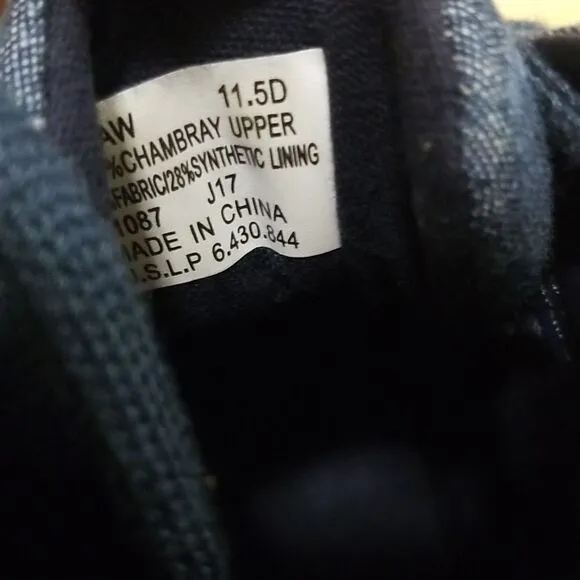 AW 11.5D
%CHAMBRAY UPPER
FABRIC/28%SYNTHETIC LINING
1087 J17
MADE IN CHINA
.S.L.P 6.430.844